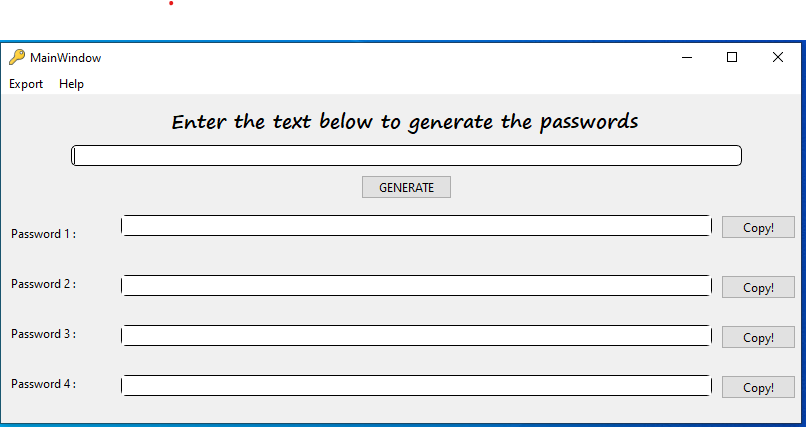 MainWindow
Export Help
Enter the text below to generate the passwords
GENERATE
Password 1 : Copy!
Password 2 : Copy!
Password 3 : Copy!
Password 4 : Copy!